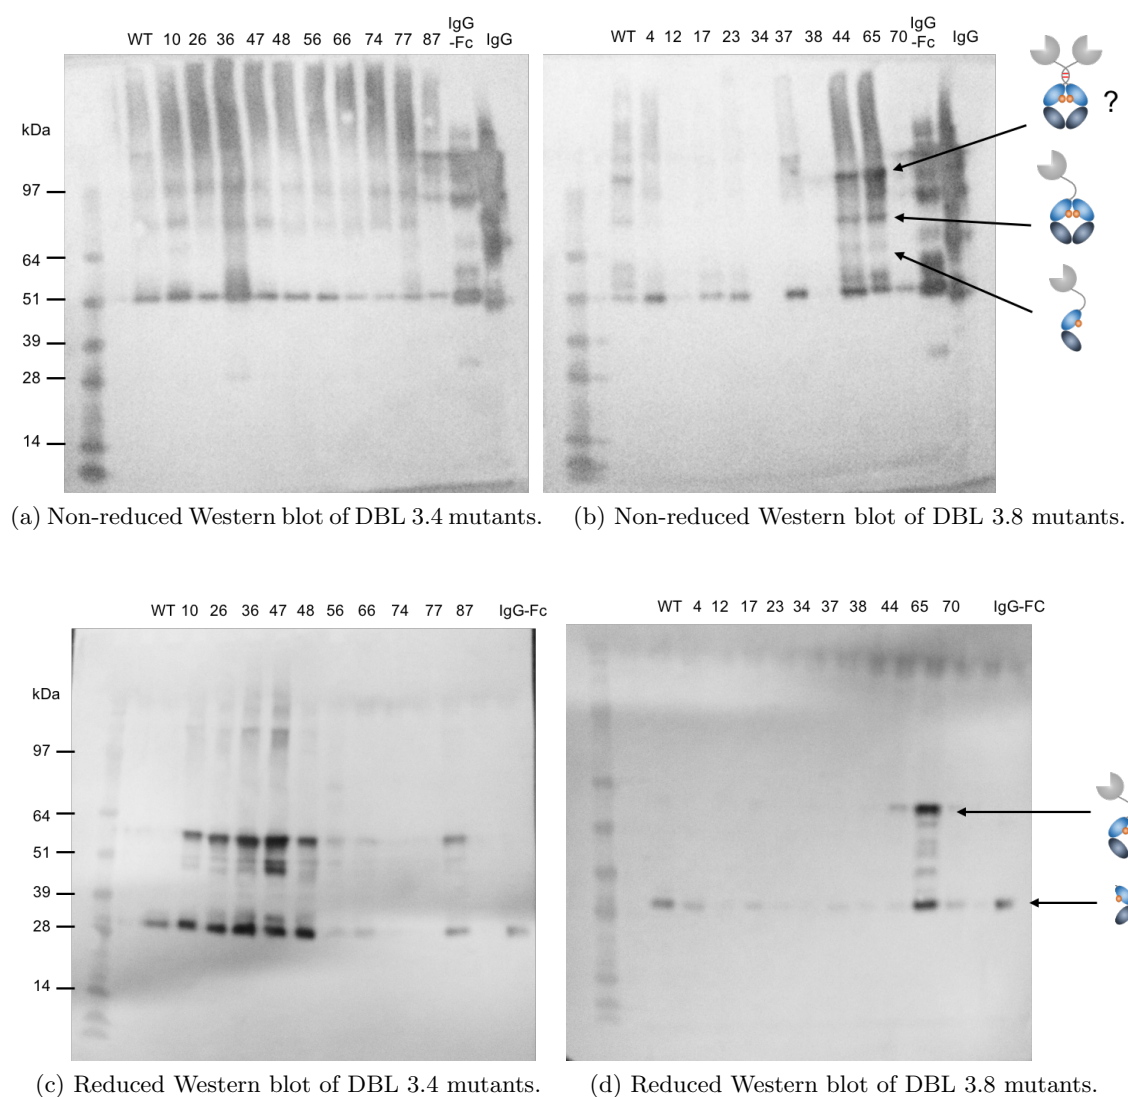 WT 10 26 36 47 48 56 66 74 77 87 IgG -Fc IgG
WT 4 12 17 23 34 37 38 44 65 70 IgG -Fc IgG
?
kDa
97
64
51
39
28
14
(a) Non-reduced Western blot of DBL 3.4 mutants.
(b) Non-reduced Western blot of DBL 3.8 mutants.
WT 10 26 36 47 48 56 66 74 77 87 IgG-Fc
WT 4 12 17 23 34 37 38 44 65 70 IgG-FC
kDa
97
64
51
39
28
14
(c) Reduced Western blot of DBL 3.4 mutants.
(d) Reduced Western blot of DBL 3.8 mutants.